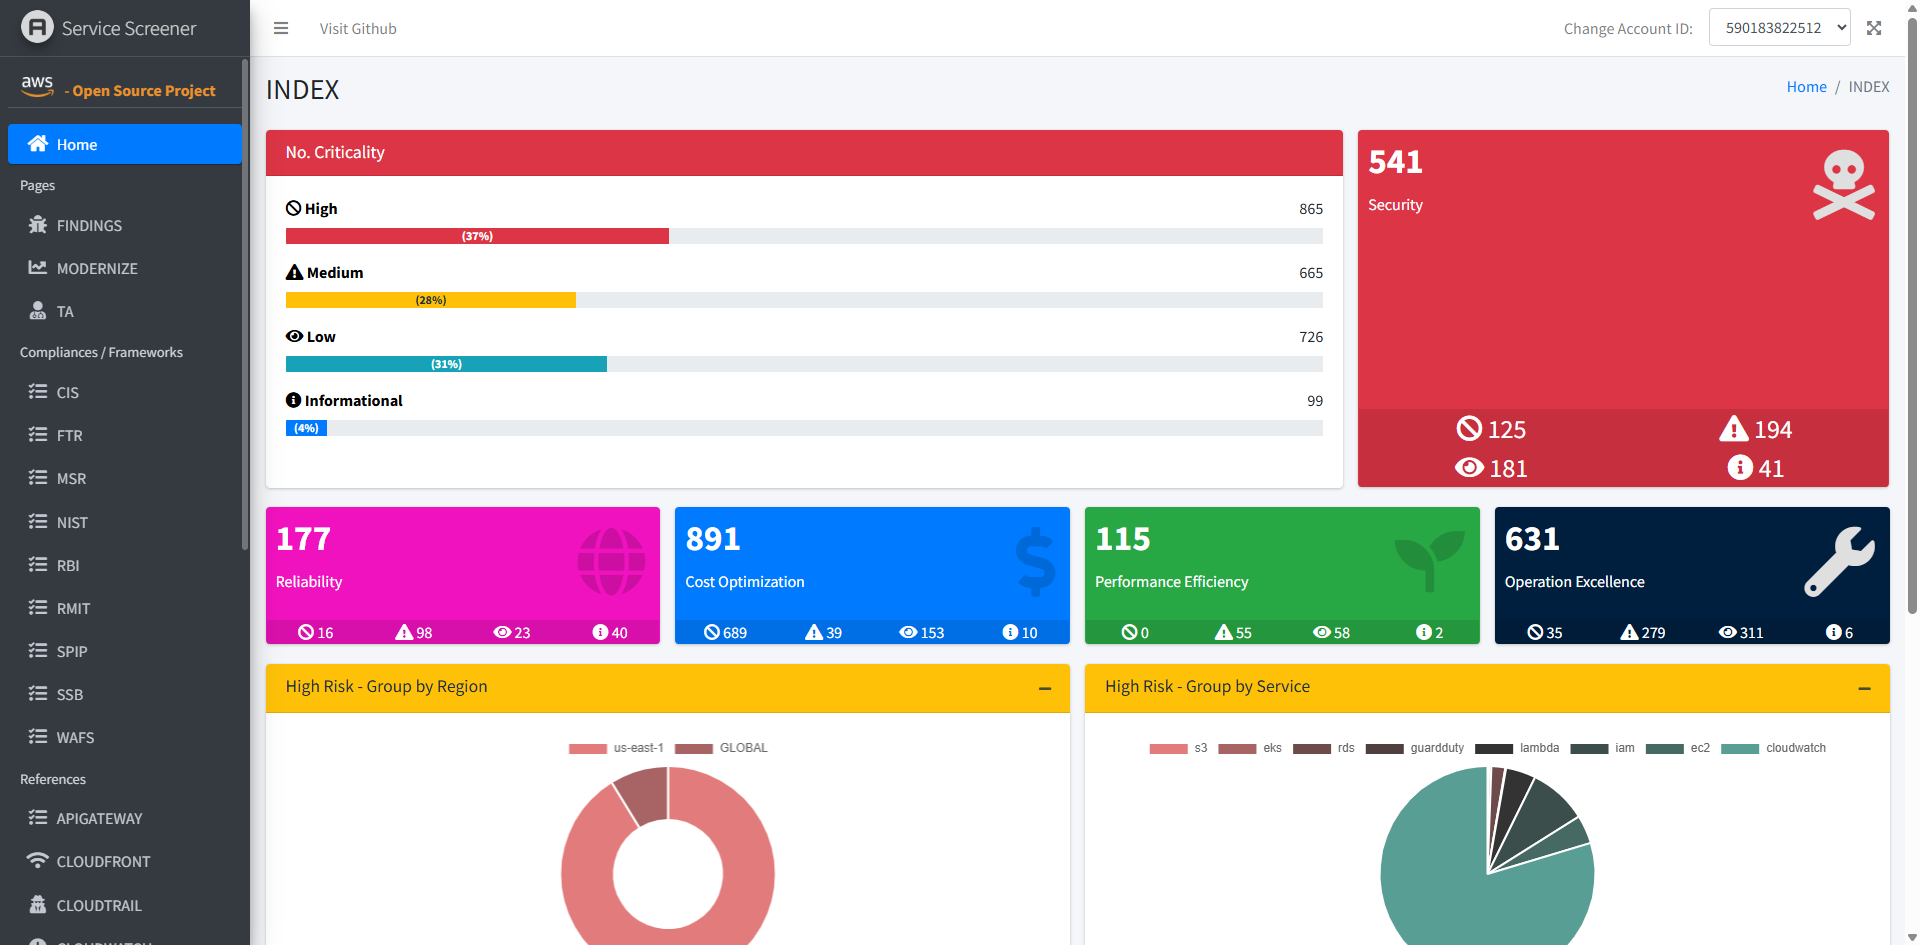 Service Screener
Visit Github
Change Account ID:
590183822512
aws - Open Source Project
Home
Pages
FINDINGS
MODERNIZE
TA
Compliances / Frameworks
CIS
FTR
MSR
NIST
RBI
RMIT
SPIP
SSB
WAFS
References
APIGATEWAY
CLOUDFRONT
CLOUDTRAIL
CLOUDWATCH
INDEX
Home / INDEX
No. Criticality
High 865
(37%)
Medium 665
(28%)
Low 726
(31%)
Informational 99
(4%)
541
Security
125 194
181 41
177
Reliability
16 98 23 40
891
Cost Optimization
689 39 153 10
115
Performance Efficiency
0 55 58 2
631
Operation Excellence
35 279 311 6
High Risk - Group by Region
us-east-1 GLOBAL
High Risk - Group by Service
s3 eks rds guardduty lambda iam ec2 cloudwatch